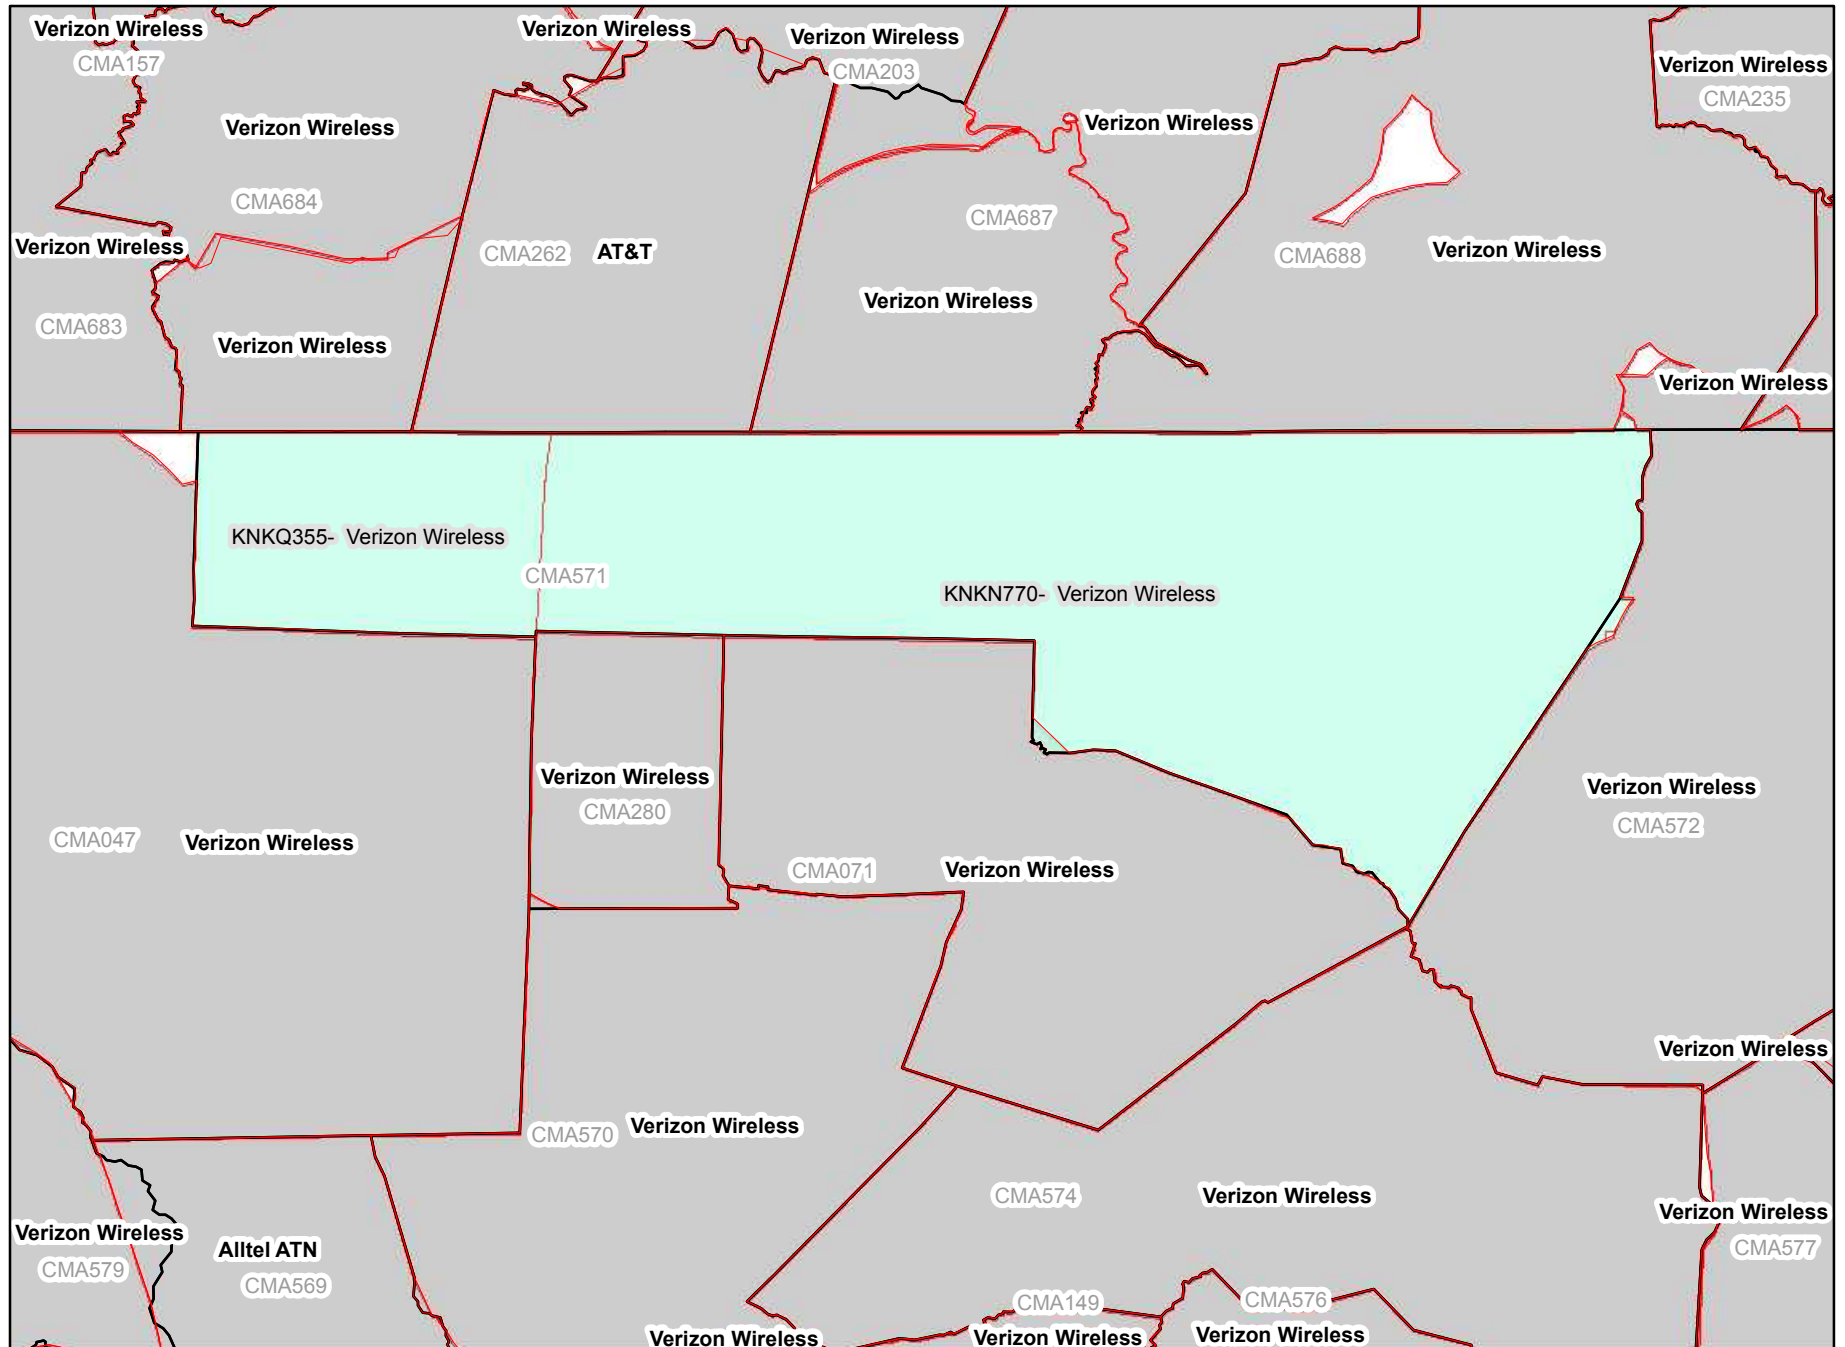 Verizon Wireless
CMA157
Verizon Wireless
Verizon Wireless
CMA203
Verizon Wireless
CMA235
Verizon Wireless
Verizon Wireless
CMA684
CMA687
Verizon Wireless
CMA262 AT&T
CMA688 Verizon Wireless
Verizon Wireless
CMA683
Verizon Wireless
Verizon Wireless
KNKQ355- Verizon Wireless
CMA571
KNKN770- Verizon Wireless
Verizon Wireless
CMA280
Verizon Wireless
CMA572
CMA047 Verizon Wireless
CMA071 Verizon Wireless
Verizon Wireless
CMA570 Verizon Wireless
CMA574 Verizon Wireless
Verizon Wireless
CMA577
Verizon Wireless
CMA579
Alltel ATN
CMA569
CMA149
CMA576
Verizon Wireless
Verizon Wireless
Verizon Wireless